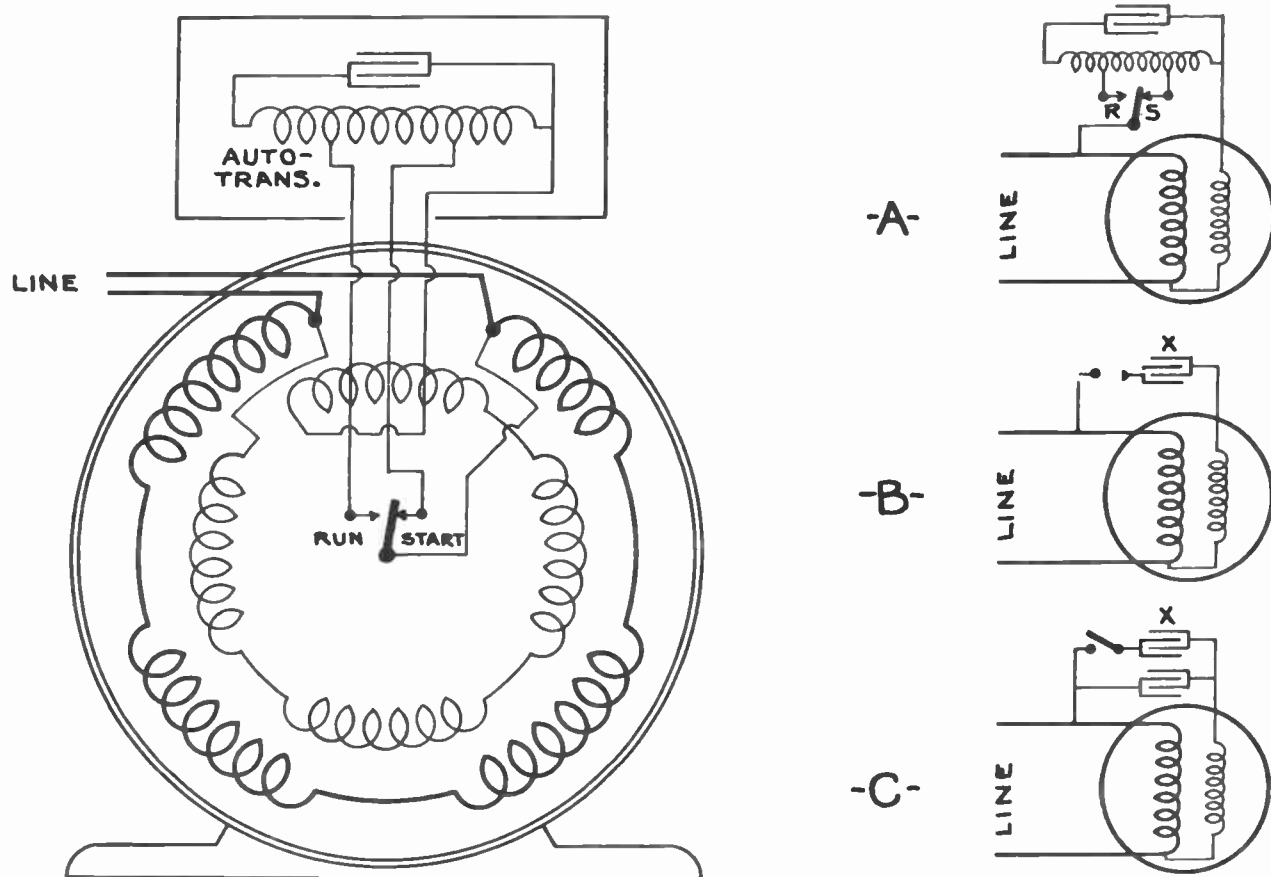 AUTO-
TRANS.
LINE
RUN START
R S
-A-
LINE
X
-B-
LINE
X
-C-
LINE